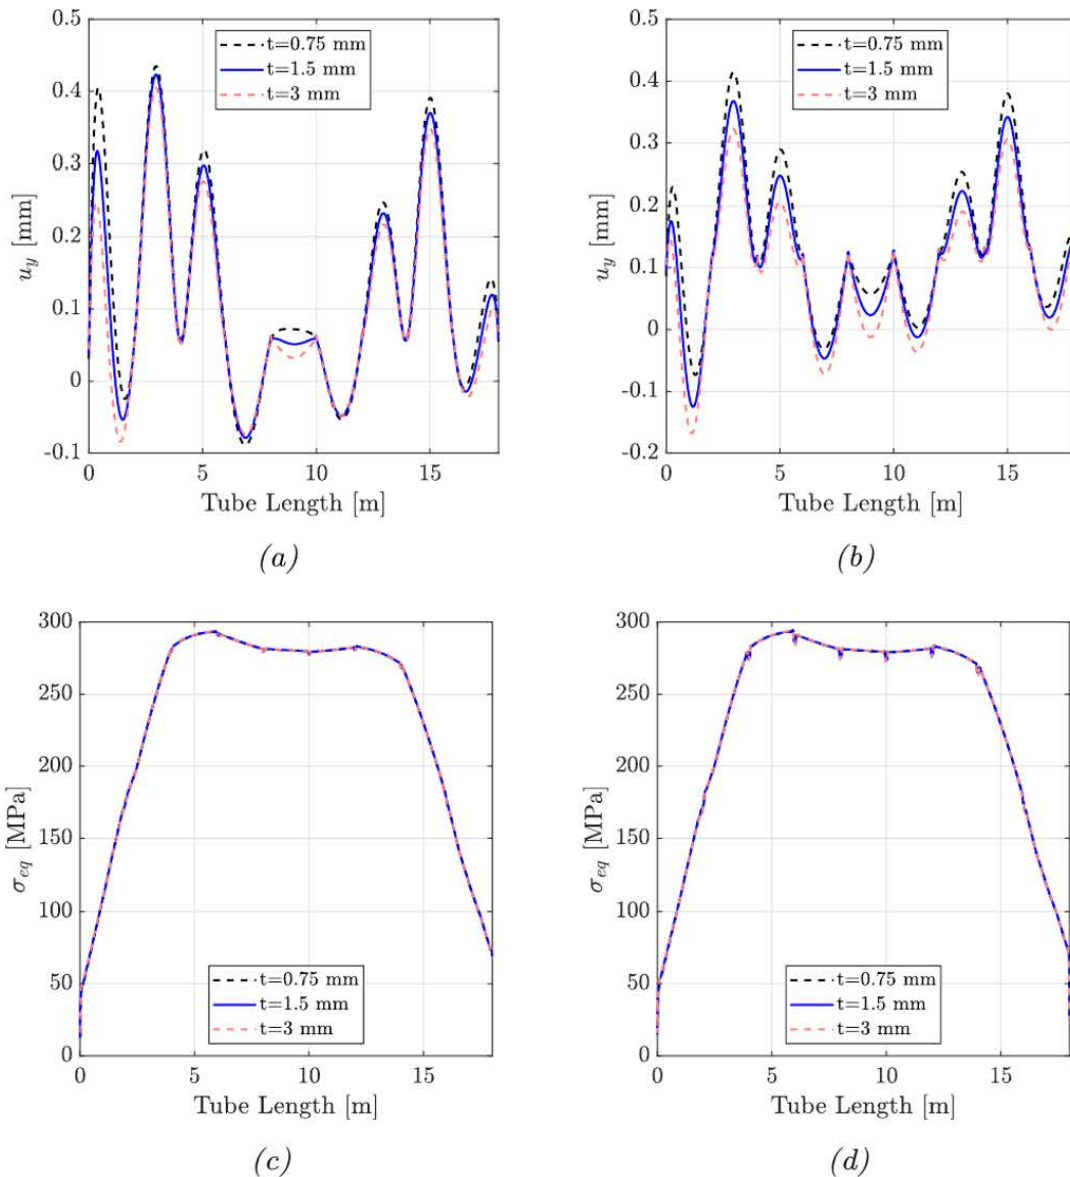 0.5
0.4
0.3
0.2
0.1
0
-0.1
u_y [mm]
t=0.75 mm
t=1.5 mm
t=3 mm
0 5 10 15
Tube Length [m]
(a)
0.5
0.4
0.3
0.2
0.1
0
-0.1
-0.2
u_y [mm]
t=0.75 mm
t=1.5 mm
t=3 mm
0 5 10 15
Tube Length [m]
(b)
300
250
200
150
100
50
0
σ_eq [MPa]
t=0.75 mm
t=1.5 mm
t=3 mm
0 5 10 15
Tube Length [m]
(c)
300
250
200
150
100
50
0
σ_eq [MPa]
t=0.75 mm
t=1.5 mm
t=3 mm
0 5 10 15
Tube Length [m]
(d)